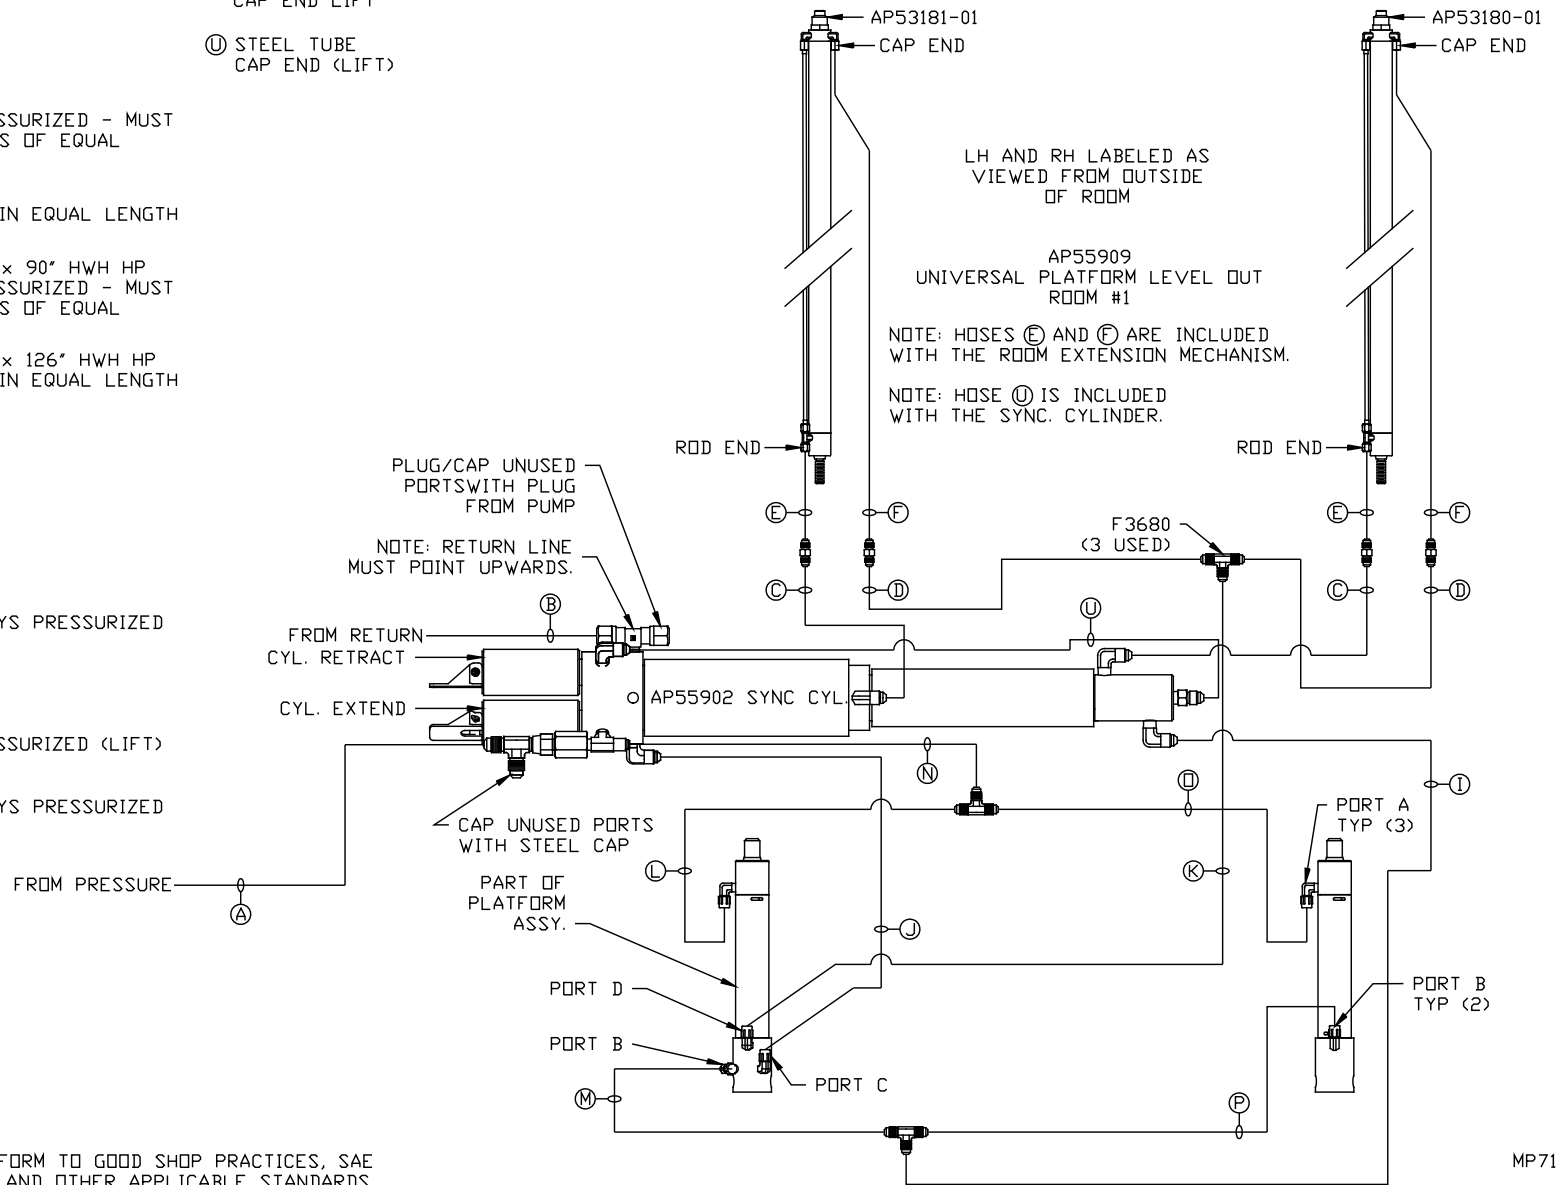 CAP END LIFT
Ⓤ STEEL TUBE
CAP END (LIFT)
SSURIZED - MUST
S OF EQUAL
IN EQUAL LENGTH
x 90" HWH HP
SSURIZED - MUST
S OF EQUAL
x 126" HWH HP
IN EQUAL LENGTH
YS PRESSURIZED
SSURIZED (LIFT)
YS PRESSURIZED
FROM PRESSURE
A
FORM TO GOOD SHOP PRACTICES, SAE
AND OTHER APPLICABLE STANDARDS
AP53181-01
CAP END
AP53180-01
CAP END
LH AND RH LABELED AS
VIEWED FROM OUTSIDE
OF ROOM
AP55909
UNIVERSAL PLATFORM LEVEL OUT
ROOM #1
NOTE: HOSES Ⓔ AND Ⓕ ARE INCLUDED
WITH THE ROOM EXTENSION MECHANISM.
NOTE: HOSE Ⓤ IS INCLUDED
WITH THE SYNC. CYLINDER.
ROD END
ROD END
PLUG/CAP UNUSED
PORTSWITH PLUG
FROM PUMP
NOTE: RETURN LINE
MUST POINT UPWARDS.
E
F
E
F
F3680
(3 USED)
C
D
C
D
B
U
FROM RETURN
CYL. RETRACT
CYL. EXTEND
AP55902 SYNC CYL.
N
O
I
PORT A
TYP (3)
CAP UNUSED PORTS
WITH STEEL CAP
L
K
PART OF
PLATFORM
ASSY.
J
PORT D
PORT B
TYP (2)
PORT B
PORT C
M
P
MP71